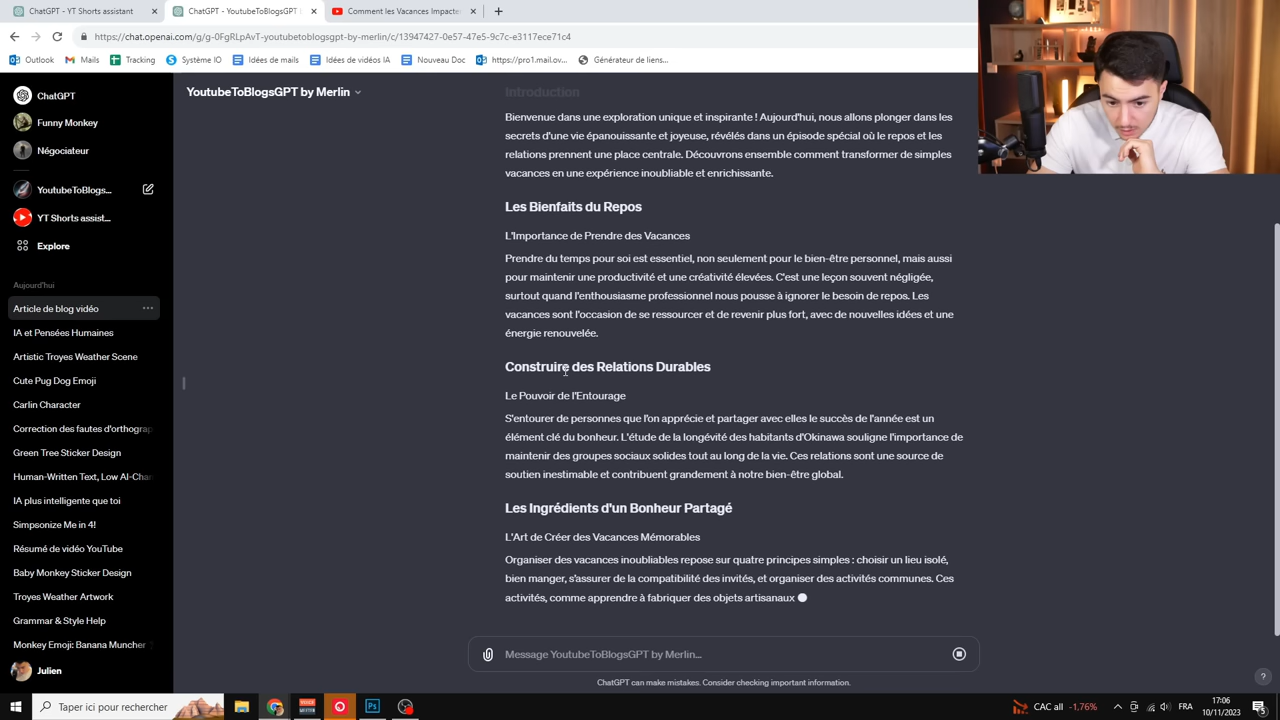 ChatGPT - YT Shorts assistant
ChatGPT - YoutubeToBlogsGPT
Comment les Vacances Impacte
https://chat.openai.com/g/g-0FgRLpAvT-youtubetoblogsgpt-by-merlin/c/13947427-0e57-47e5-9c7c-e3117ece71c4
Outlook
Mails
Tracking
Système IO
Idées de mails
Idées de vidéos IA
Nouveau Doc
https://pro1.mail.ov...
Générateur de liens...
ChatGPT
Funny Monkey
Négociateur
YoutubeToBlogs...
YT Shorts assist...
Explore
Aujourd'hui
Article de blog vidéo
IA et Pensées Humaines
Artistic Troyes Weather Scene
Cute Pug Dog Emoji
Carlin Character
Correction des fautes d'orthograp
Green Tree Sticker Design
Human-Written Text, Low AI-Chan
IA plus intelligente que toi
Simpsonize Me in 4!
Résumé de vidéo YouTube
Baby Monkey Sticker Design
Troyes Weather Artwork
Grammar & Style Help
Monkey Emoji: Banana Muncher
Julien
YoutubeToBlogsGPT by Merlin
Introduction
Bienvenue dans une exploration unique et inspirante ! Aujourd'hui, nous allons plonger dans les
secrets d'une vie épanouissante et joyeuse, révélés dans un épisode spécial où le repos et les
relations prennent une place centrale. Découvrons ensemble comment transformer de simples
vacances en une expérience inoubliable et enrichissante.
Les Bienfaits du Repos
L'Importance de Prendre des Vacances
Prendre du temps pour soi est essentiel, non seulement pour le bien-être personnel, mais aussi
pour maintenir une productivité et une créativité élevées. C'est une leçon souvent négligée,
surtout quand l'enthousiasme professionnel nous pousse à ignorer le besoin de repos. Les
vacances sont l'occasion de se ressourcer et de revenir plus fort, avec de nouvelles idées et une
énergie renouvelée.
Construire des Relations Durables
Le Pouvoir de l'Entourage
S'entourer de personnes que l'on apprécie et partager avec elles le succès de l'année est un
élément clé du bonheur. L'étude de la longévité des habitants d'Okinawa souligne l'importance de
maintenir des groupes sociaux solides tout au long de la vie. Ces relations sont une source de
soutien inestimable et contribuent grandement à notre bien-être global.
Les Ingrédients d'un Bonheur Partagé
L'Art de Créer des Vacances Mémorables
Organiser des vacances inoubliables repose sur quatre principes simples : choisir un lieu isolé,
bien manger, s'assurer de la compatibilité des invités, et organiser des activités communes. Ces
activités, comme apprendre à fabriquer des objets artisanaux
Message YoutubeToBlogsGPT by Merlin...
ChatGPT can make mistakes. Consider checking important information.
?
Taper ici pour rechercher
Ps
CAC all -1,76%
FRA
17:06
10/11/2023
5